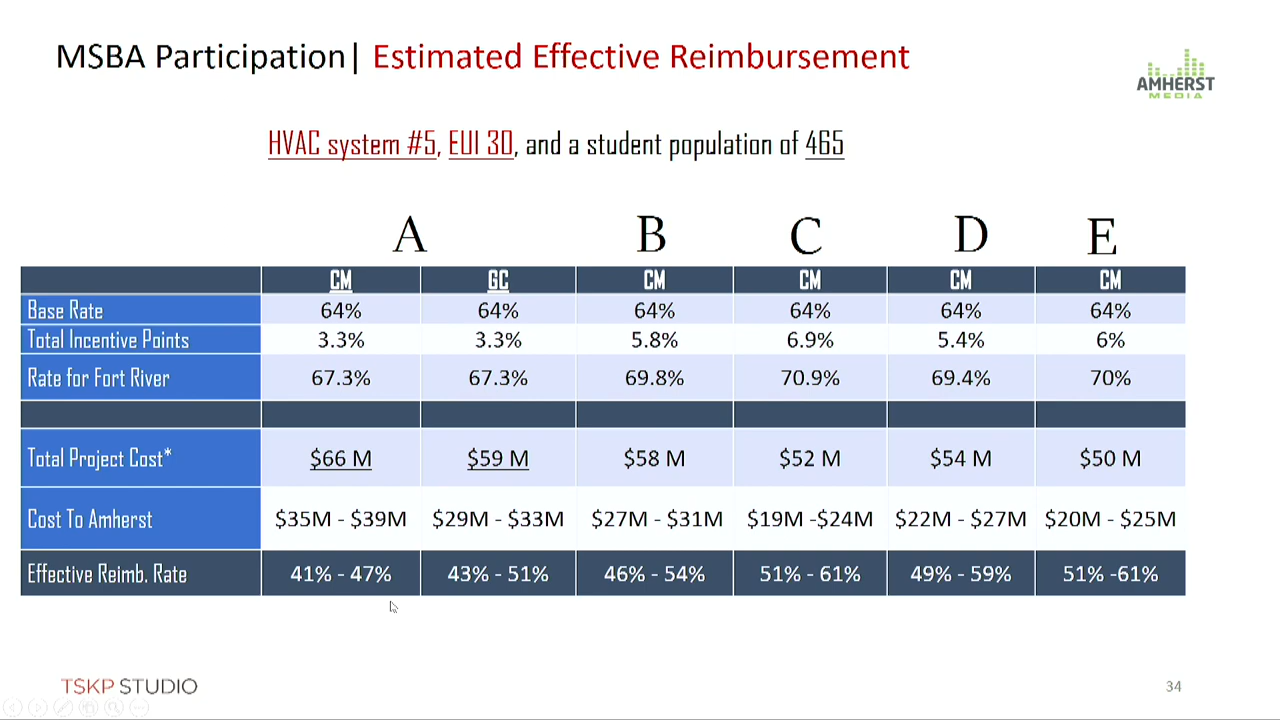 MSBA Participation| Estimated Effective Reimbursement
AMHERST
MEDIA
HVAC system #5, EUI 30, and a student population of 465
A B C D E
CM GC CM CM CM CM
Base Rate 64% 64% 64% 64% 64% 64%
Total Incentive Points 3.3% 3.3% 5.8% 6.9% 5.4% 6%
Rate for Fort River 67.3% 67.3% 69.8% 70.9% 69.4% 70%
Total Project Cost* $66 M $59 M $58 M $52 M $54 M $50 M
Cost To Amherst $35M - $39M $29M - $33M $27M - $31M $19M -$24M $22M - $27M $20M - $25M
Effective Reimb. Rate 41% - 47% 43% - 51% 46% - 54% 51% - 61% 49% - 59% 51% -61%
TSKP STUDIO
34